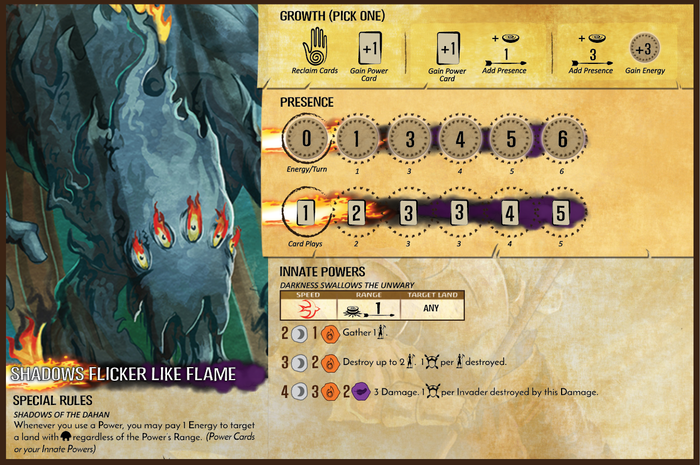 GROWTH (PICK ONE)
+1
+1
+
1
+
3
+3
Reclaim Cards
Gain Power
Card
Gain Power
Card
Add Presence
Add Presence
Gain Energy
PRESENCE
0
1
3
4
5
6
Energy/Turn
1
3
4
5
6
1
2
3
3
4
5
Card Plays
2
3
3
4
5
INNATE POWERS
DARKNESS SWALLOWS THE UNWARY
SPEED RANGE TARGET LAND
1 ANY
2 1 Gather 1 .
3 2 Destroy up to 2 . 1 per destroyed.
4 3 2 3 Damage. 1 per Invader destroyed by this Damage.
SHADOWS FLICKER LIKE FLAME
SPECIAL RULES
SHADOWS OF THE DAHAN
Whenever you use a Power, you may pay 1 Energy to target
a land with regardless of the Power's Range. (Power Cards
or your Innate Powers)